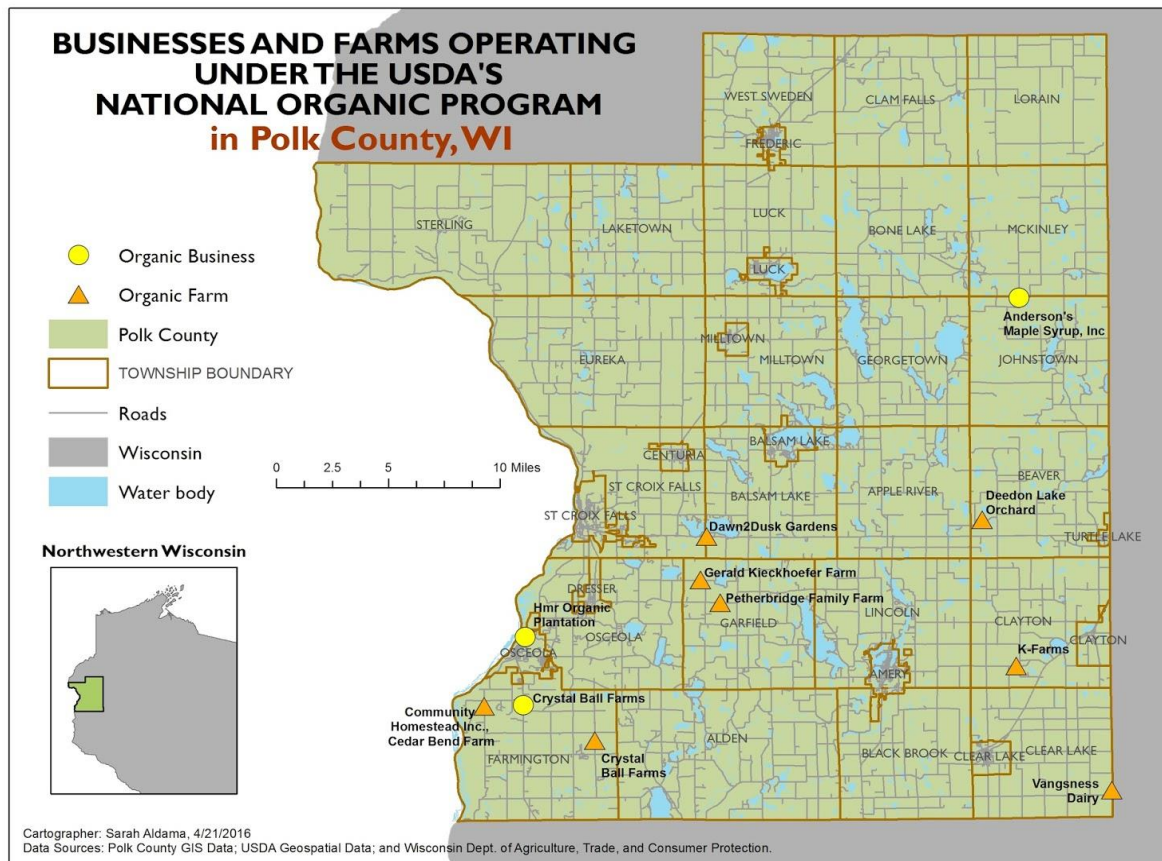 BUSINESSES AND FARMS OPERATING
UNDER THE USDA'S
NATIONAL ORGANIC PROGRAM
in Polk County, WI
Organic Business
Organic Farm
Polk County
TOWNSHIP BOUNDARY
Roads
Wisconsin
Water body
0 2.5 5 10 Miles
Northwestern Wisconsin
WEST SWEDEN
CLAM FALLS
LORAIN
FREDERIC
STERLING
LAKETOWN
LUCK
BONE LAKE
MCKINLEY
LUCK
Anderson's
Maple Syrup, Inc
MILLTOWN
EUREKA
MILLTOWN
GEORGETOWN
JOHNSTOWN
BALSAM LAKE
CENTURIA
ST CROIX FALLS
BALSAM LAKE
APPLE RIVER
BEAVER
Deedon Lake
Orchard
ST CROIX FALLS
Dawn2Dusk Gardens
TURTLE LAKE
Gerald Kieckhoefer Farm
DRESSER
Petherbridge Family Farm
Hmr Organic
Plantation
LINCOLN
GARFIELD
CLAYTON
OSCEOLA
CLAYTON
OSCEOLA
K-Farms
AMERY
Crystal Ball Farms
Community
Homestead Inc.,
Cedar Bend Farm
ALDEN
BLACK BROOK
CLEAR LAKE
CLEAR LAKE
FARMINGTON
Crystal
Ball Farms
Vangsness
Dairy
Cartographer: Sarah Aldama, 4/21/2016
Data Sources: Polk County GIS Data; USDA Geospatial Data; and Wisconsin Dept. of Agriculture, Trade, and Consumer Protection.